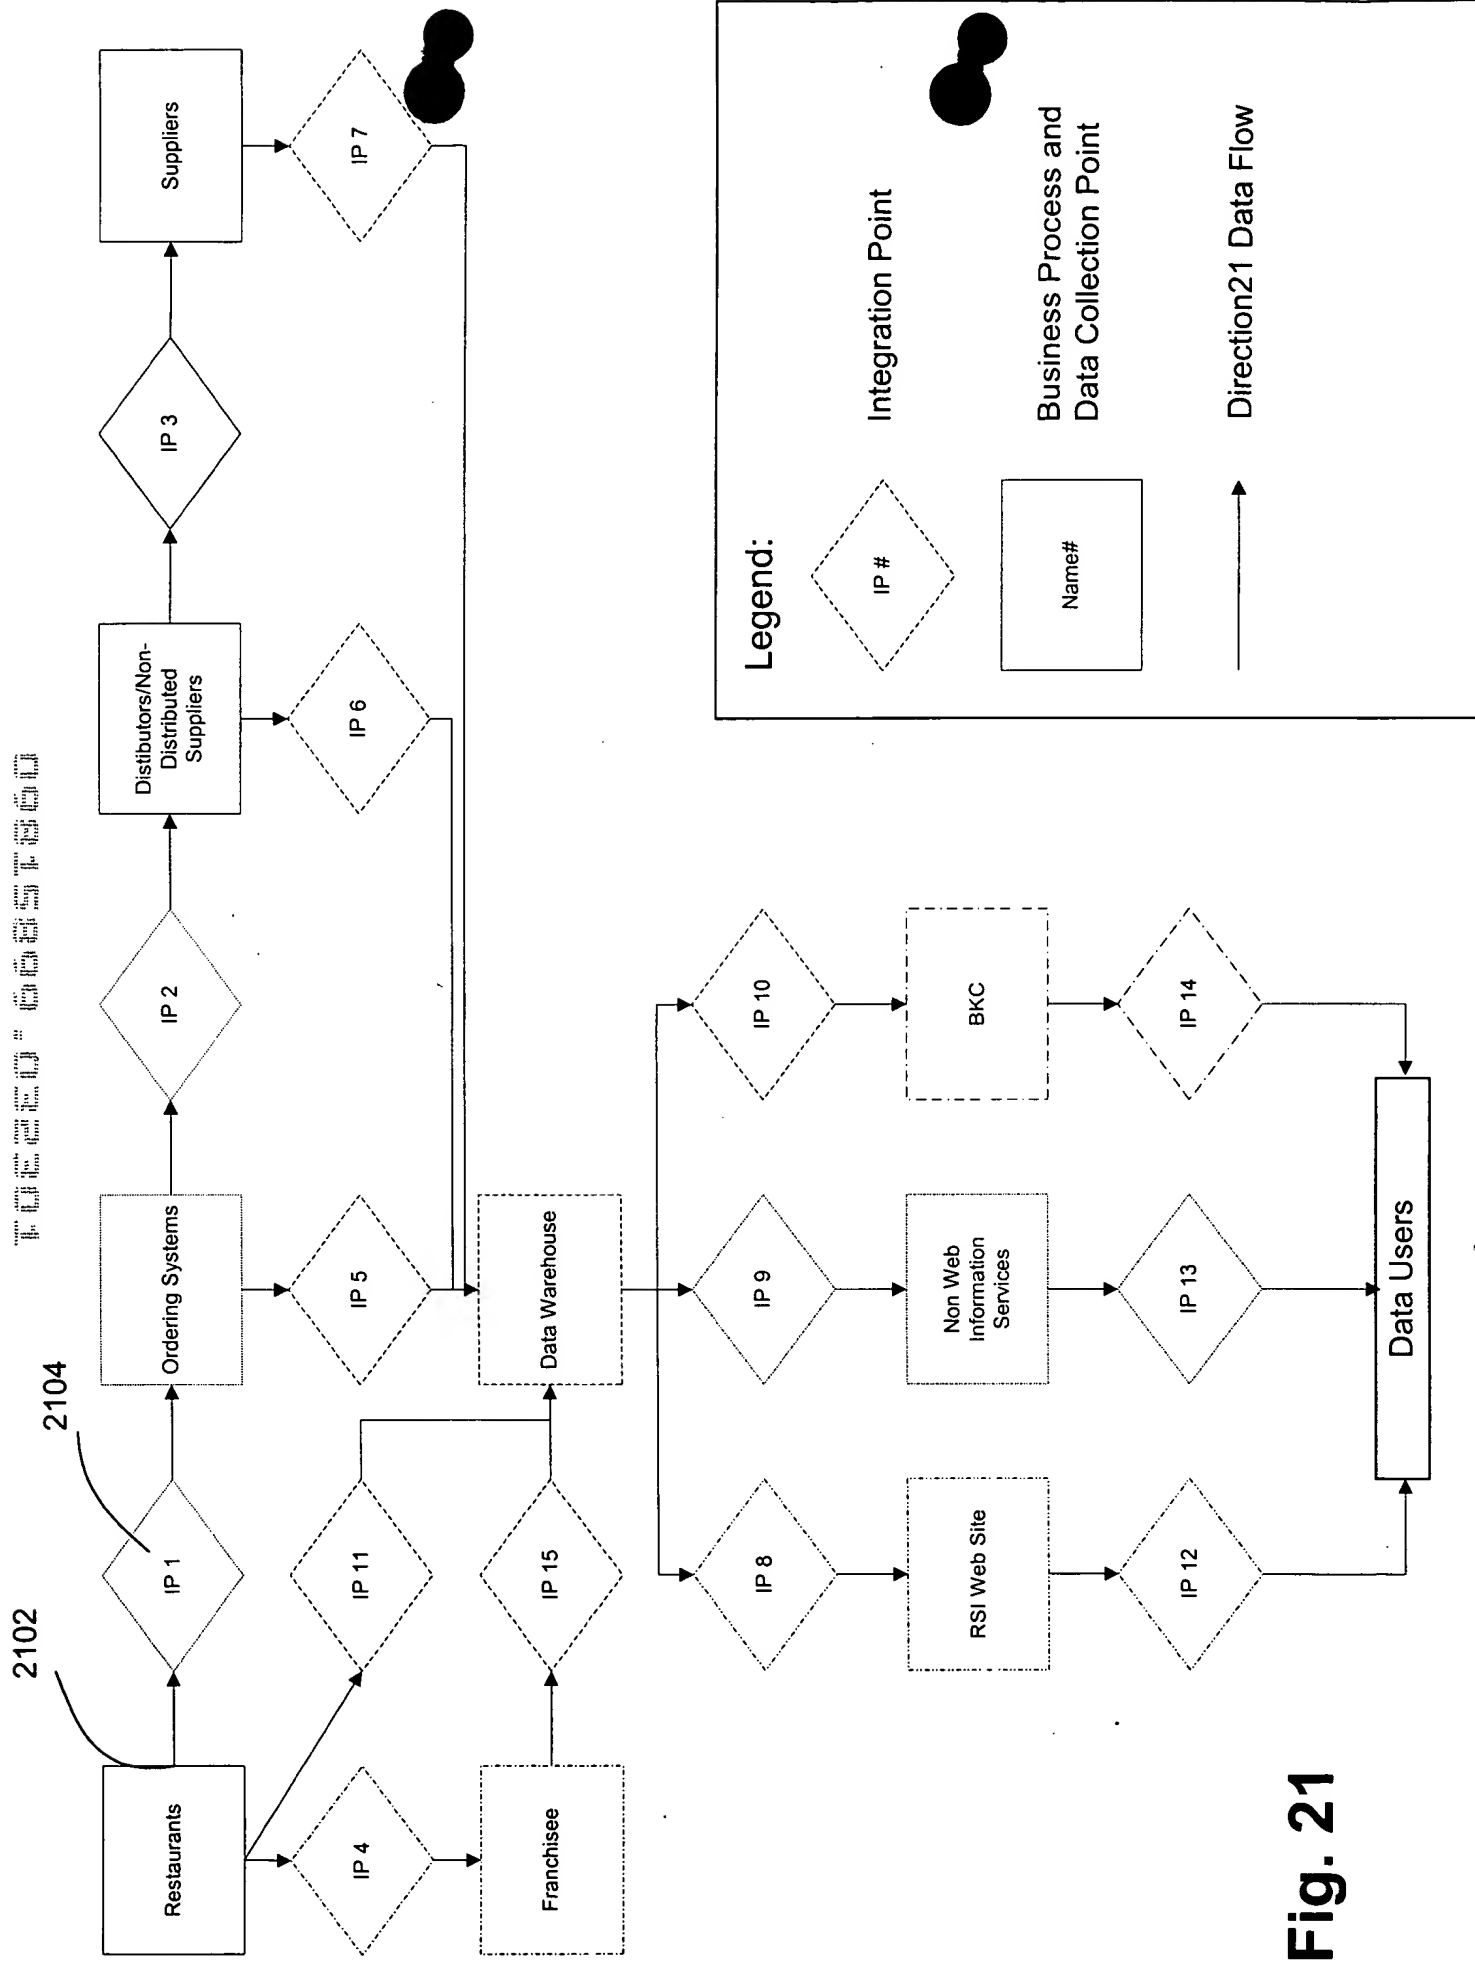 2102
2104
Restaurants
IP 1
Ordering Systems
IP 2
Distibutors/Non-
Distributed
Suppliers
IP 3
Suppliers
IP 4
IP 11
IP 5
IP 6
IP 7
Franchisee
IP 15
Data Warehouse
IP 8
IP 9
IP 10
RSI Web Site
Non Web
Information
Services
BKC
IP 12
IP 13
IP 14
Data Users
Legend:
IP #
Integration Point
Name#
Business Process and
Data Collection Point
Direction21 Data Flow
Fig. 21